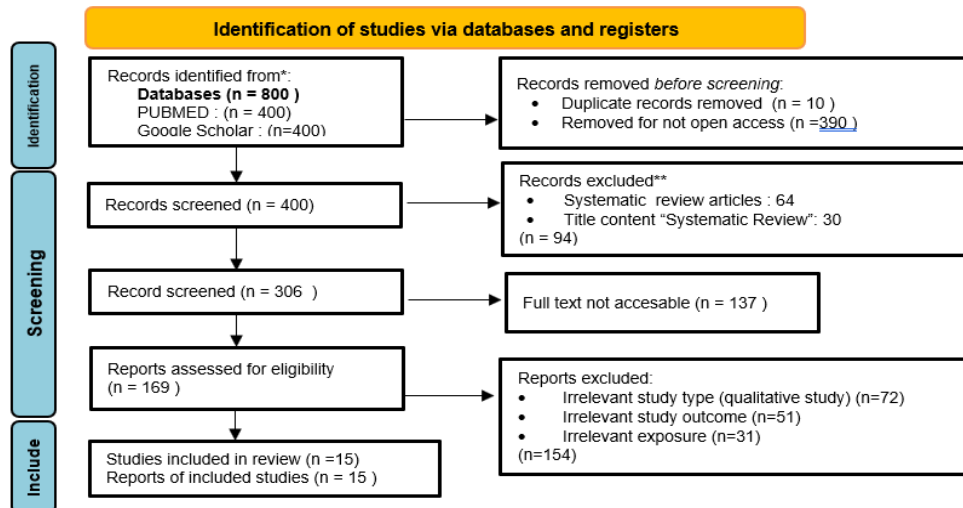 Identification of studies via databases and registers
Identification
Records identified from*:
Databases (n = 800 )
PUBMED : (n = 400)
Google Scholar : (n=400)
Records removed before screening:
• Duplicate records removed (n = 10 )
• Removed for not open access (n =390 )
Screening
Records screened (n = 400)
Records excluded**
• Systematic review articles : 64
• Title content “Systematic Review”: 30
(n = 94)
Record screened (n = 306 )
Full text not accesable (n = 137 )
Reports assessed for eligibility
(n = 169 )
Reports excluded:
• Irrelevant study type (qualitative study) (n=72)
• Irrelevant study outcome (n=51)
• Irrelevant exposure (n=31)
(n=154)
Include
Studies included in review (n =15)
Reports of included studies (n = 15 )